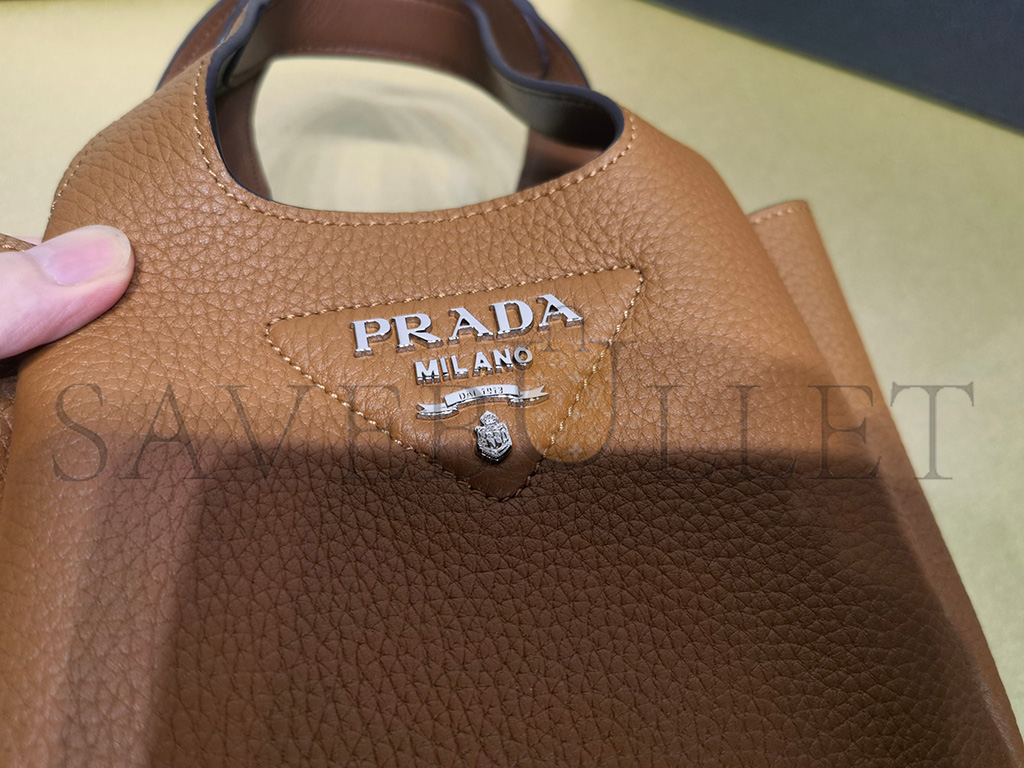 PRADA
MILANO
DAL 1913
SAVEBULLET